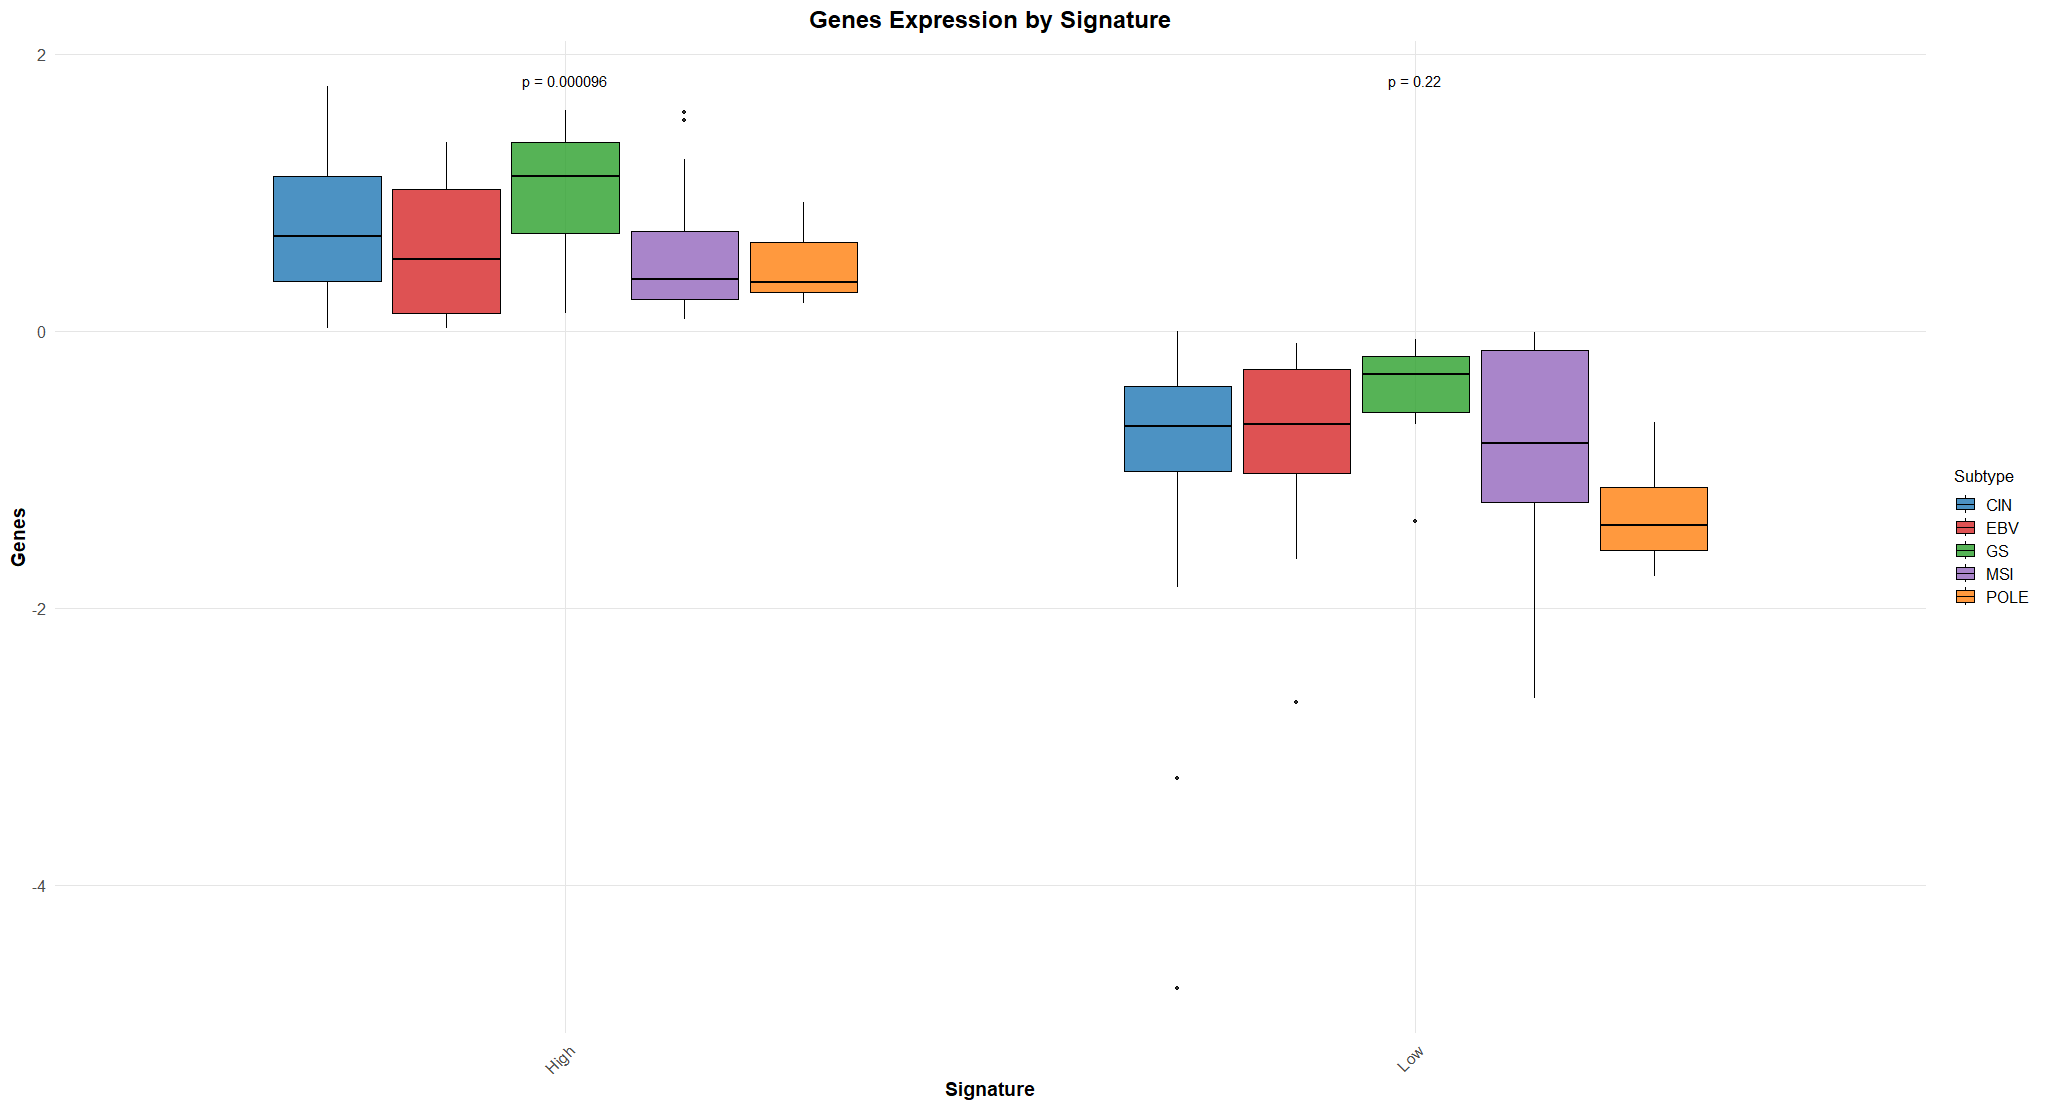 Genes Expression by Signature
2
p = 0.000096
p = 0.22
0
-2
-4
Genes
High
Low
Signature
Subtype
CIN
EBV
GS
MSI
POLE